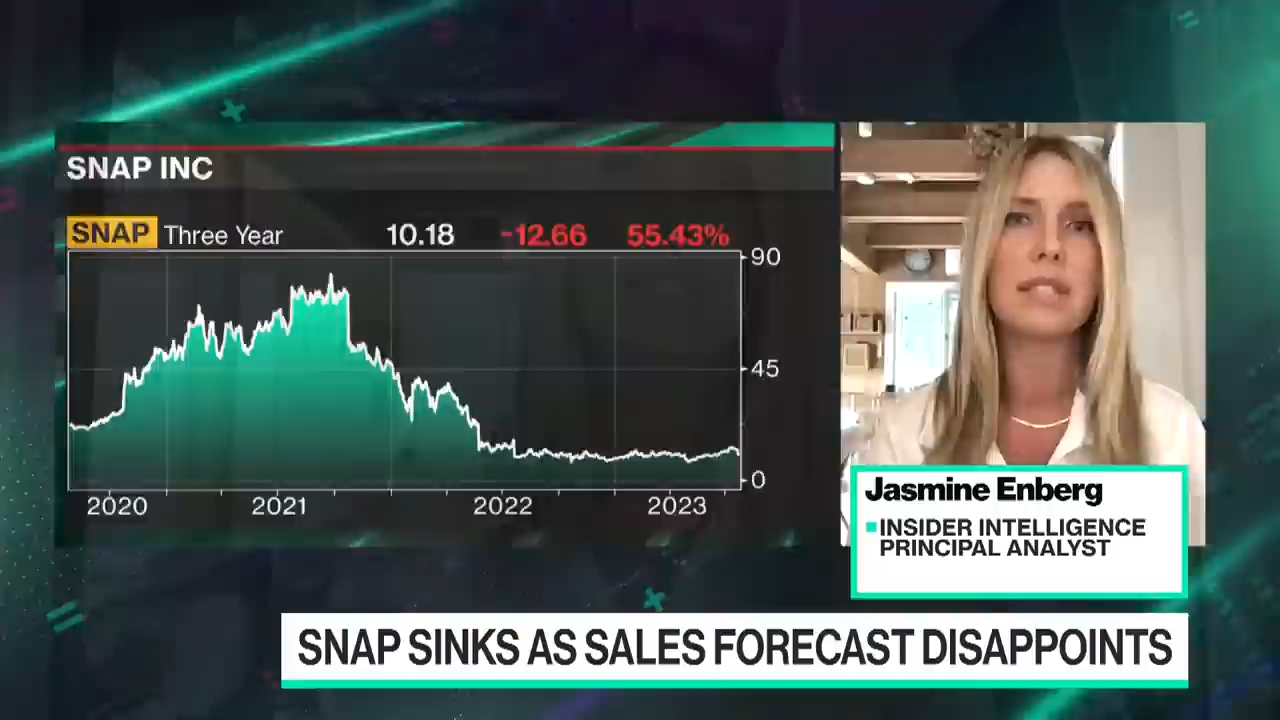 SNAP INC
SNAP Three Year 10.18 -12.66 55.43%
90
45
0
2020 2021 2022 2023
Jasmine Enberg
INSIDER INTELLIGENCE
PRINCIPAL ANALYST
SNAP SINKS AS SALES FORECAST DISAPPOINTS